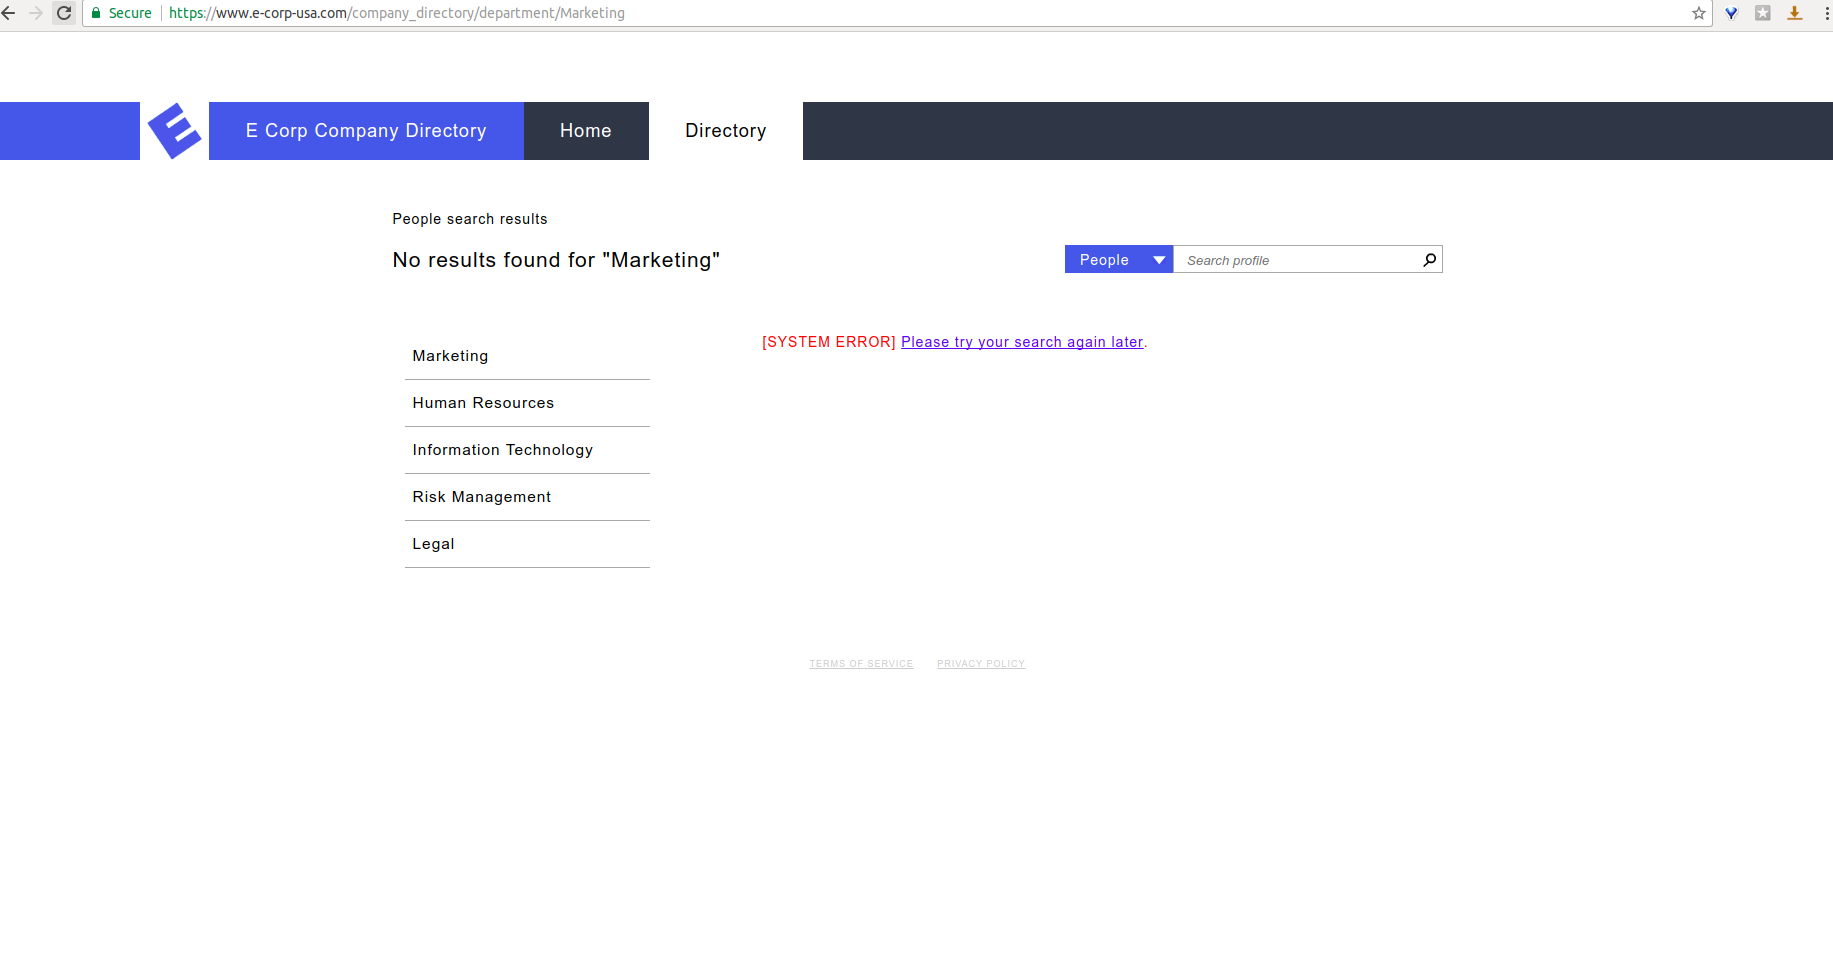 Secure https://www.e-corp-usa.com/company_directory/department/Marketing
E Corp Company Directory Home Directory
People search results
No results found for "Marketing"
People Search profile
[SYSTEM ERROR] Please try your search again later.
Marketing
Human Resources
Information Technology
Risk Management
Legal
TERMS OF SERVICE PRIVACY POLICY